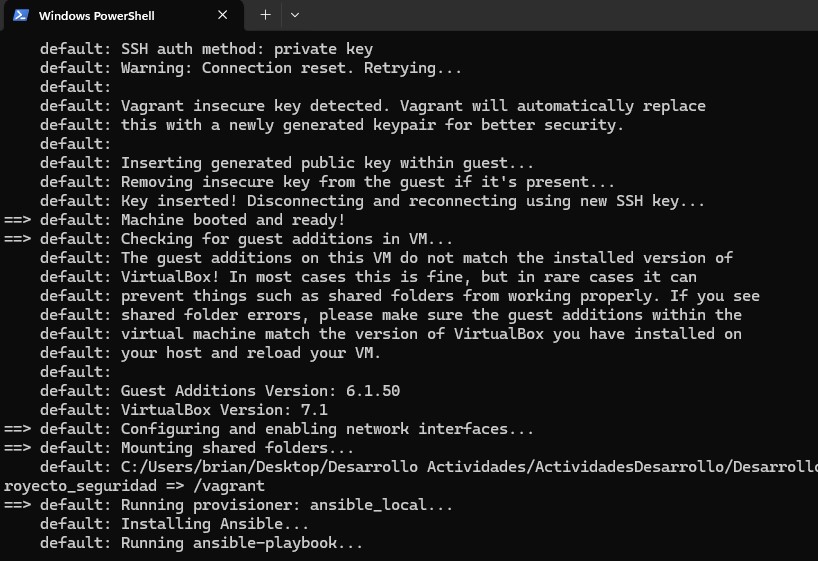 Windows PowerShell
default: SSH auth method: private key
default: Warning: Connection reset. Retrying...
default:
default: Vagrant insecure key detected. Vagrant will automatically replace
default: this with a newly generated keypair for better security.
default:
default: Inserting generated public key within guest...
default: Removing insecure key from the guest if it's present...
default: Key inserted! Disconnecting and reconnecting using new SSH key...
==> default: Machine booted and ready!
==> default: Checking for guest additions in VM...
default: The guest additions on this VM do not match the installed version of
default: VirtualBox! In most cases this is fine, but in rare cases it can
default: prevent things such as shared folders from working properly. If you see
default: shared folder errors, please make sure the guest additions within the
default: virtual machine match the version of VirtualBox you have installed on
default: your host and reload your VM.
default:
default: Guest Additions Version: 6.1.50
default: VirtualBox Version: 7.1
==> default: Configuring and enabling network interfaces...
==> default: Mounting shared folders...
default: C:/Users/brian/Desktop/Desarrollo Actividades/ActividadesDesarrollo/Desarrollo
royecto_seguridad => /vagrant
==> default: Running provisioner: ansible_local...
default: Installing Ansible...
default: Running ansible-playbook...